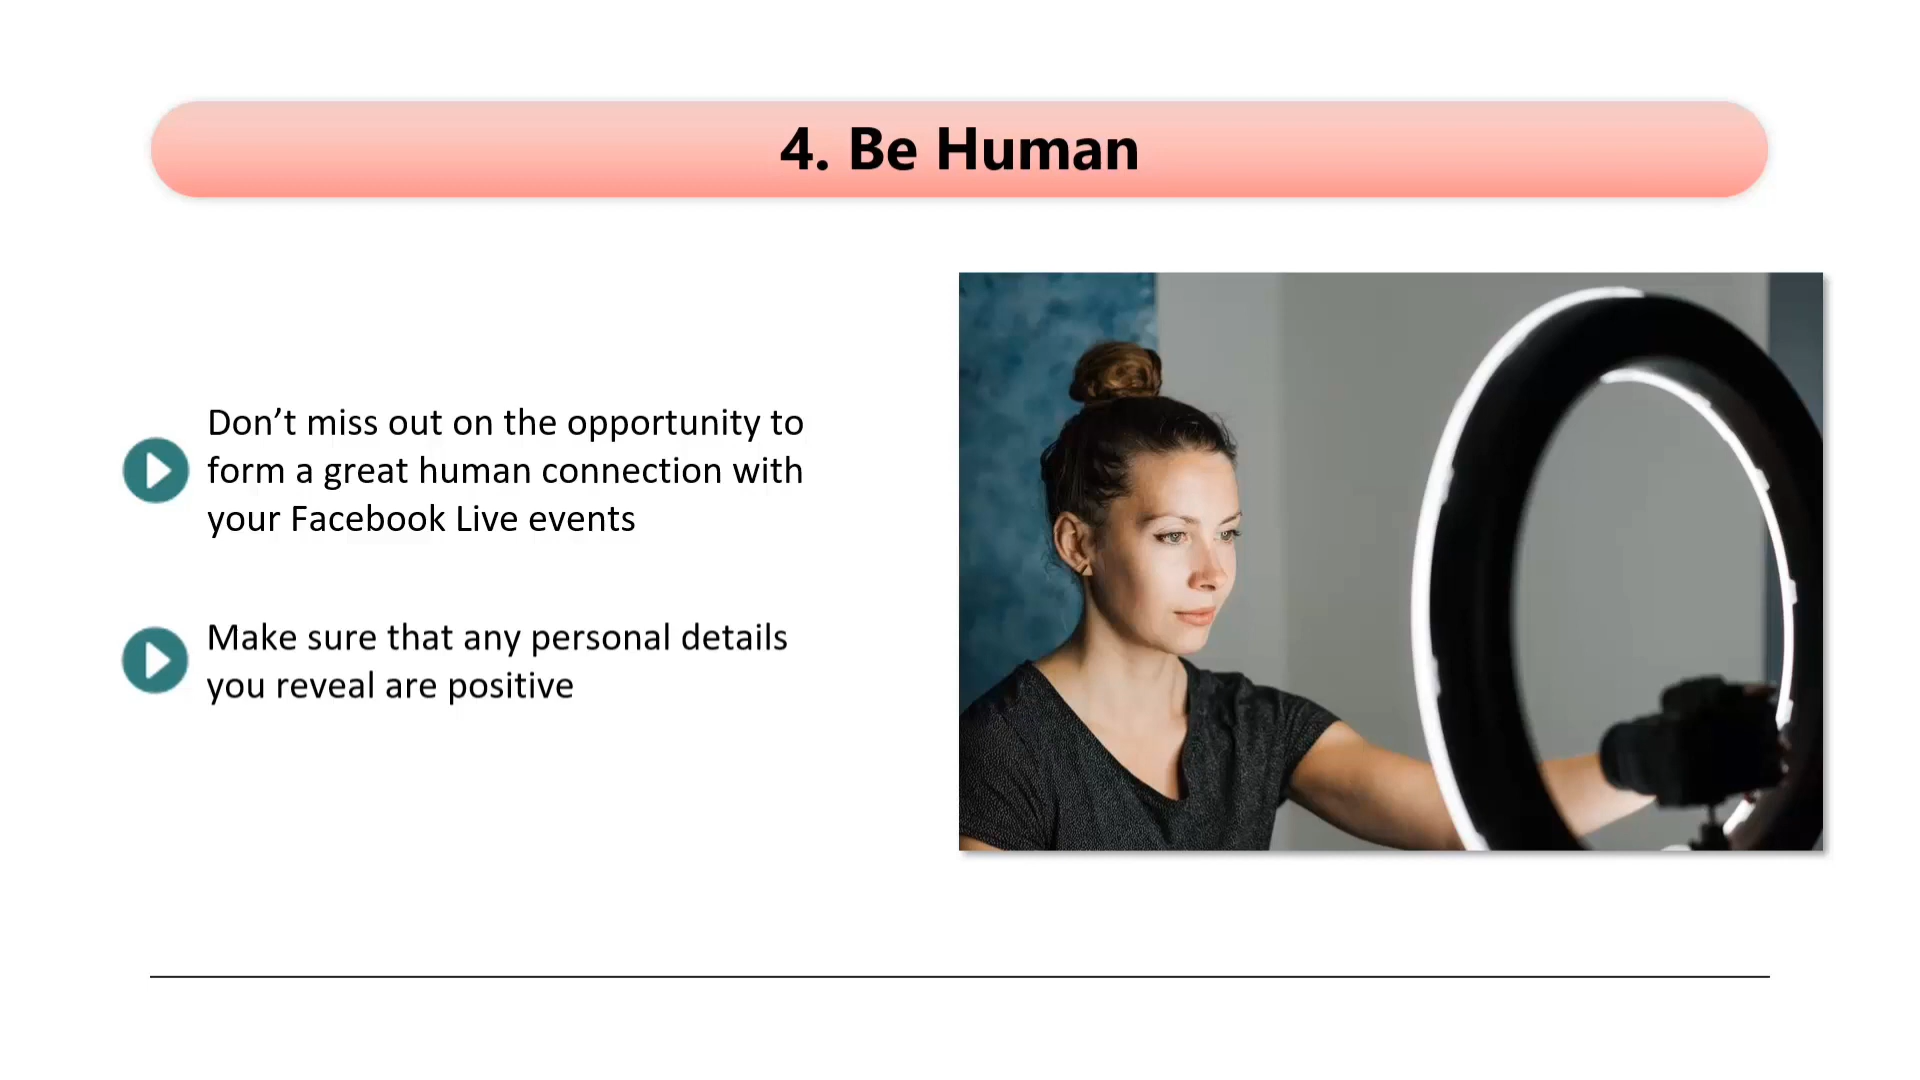 4. Be Human
Don’t miss out on the opportunity to
form a great human connection with
your Facebook Live events
Make sure that any personal details
you reveal are positive